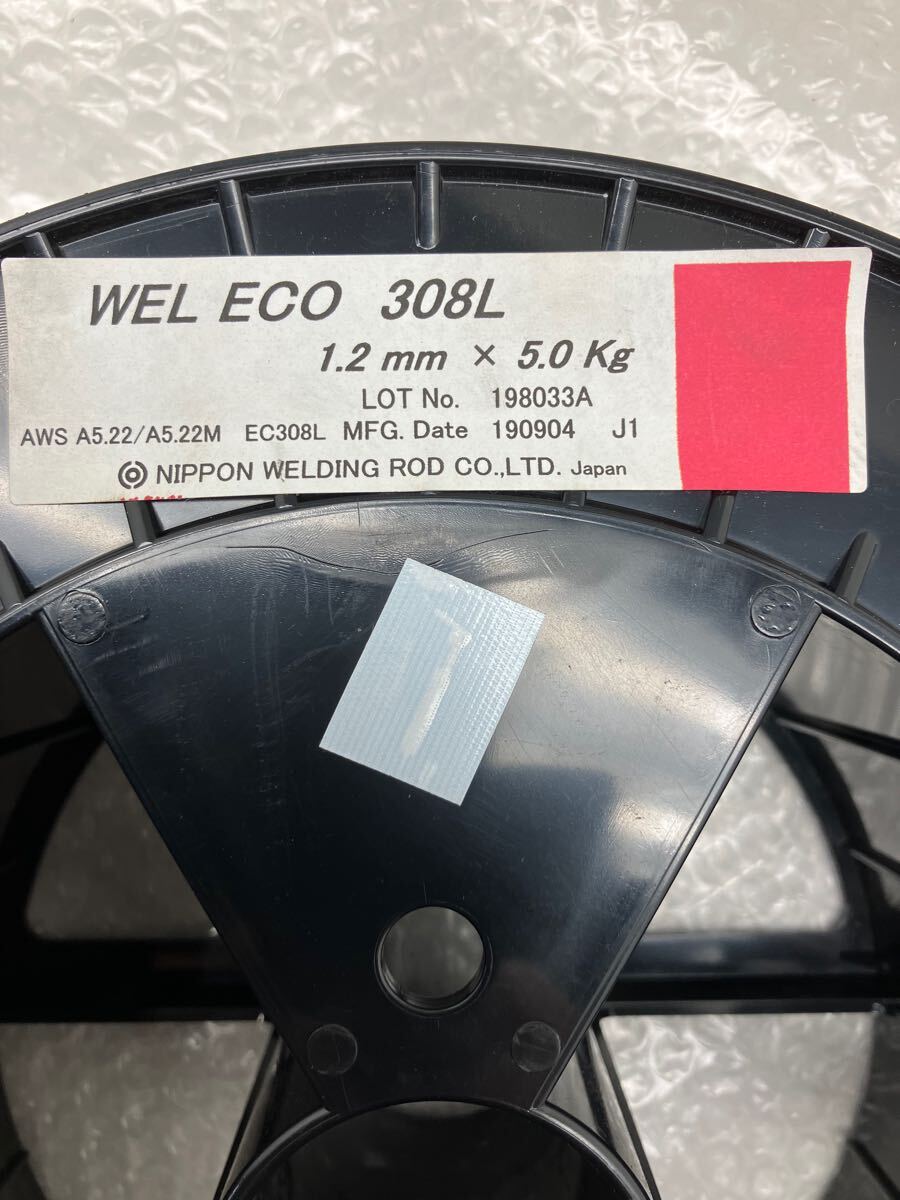 WEL ECO 308L
1.2 mm × 5.0 Kg
LOT No. 198033A
AWS A5.22/A5.22M EC308L MFG. Date 190904 J1
NIPPON WELDING ROD CO.,LTD. Japan